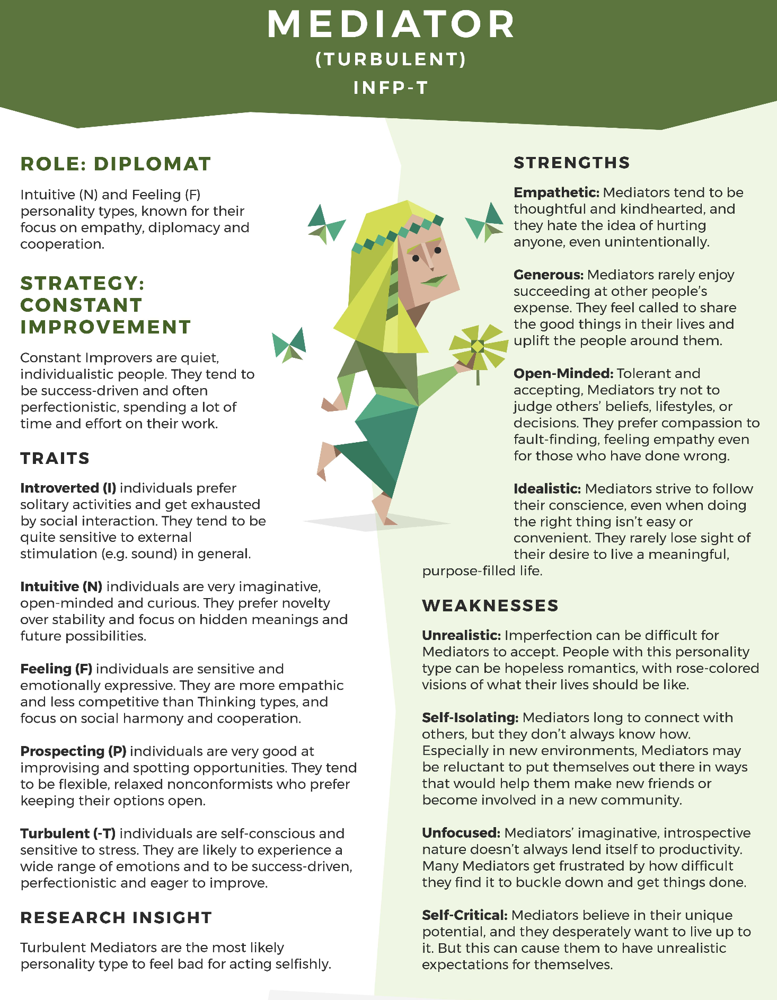 MEDIATOR
(TURBULENT)
INFP-T
ROLE: DIPLOMAT
Intuitive (N) and Feeling (F)
personality types, known for their
focus on empathy, diplomacy and
cooperation.
STRATEGY:
CONSTANT
IMPROVEMENT
Constant Improvers are quiet,
individualistic people. They tend to
be success-driven and often
perfectionistic, spending a lot of
time and effort on their work.
TRAITS
Introverted (I) individuals prefer
solitary activities and get exhausted
by social interaction. They tend to be
quite sensitive to external
stimulation (e.g. sound) in general.
Intuitive (N) individuals are very imaginative,
open-minded and curious. They prefer novelty
over stability and focus on hidden meanings and
future possibilities.
Feeling (F) individuals are sensitive and
emotionally expressive. They are more empathic
and less competitive than Thinking types, and
focus on social harmony and cooperation.
Prospecting (P) individuals are very good at
improvising and spotting opportunities. They tend
to be flexible, relaxed nonconformists who prefer
keeping their options open.
Turbulent (-T) individuals are self-conscious and
sensitive to stress. They are likely to experience a
wide range of emotions and to be success-driven,
perfectionistic and eager to improve.
RESEARCH INSIGHT
Turbulent Mediators are the most likely
personality type to feel bad for acting selfishly.
STRENGTHS
Empathetic: Mediators tend to be
thoughtful and kindhearted, and
they hate the idea of hurting
anyone, even unintentionally.
Generous: Mediators rarely enjoy
succeeding at other people's
expense. They feel called to share
the good things in their lives and
uplift the people around them.
Open-Minded: Tolerant and
accepting, Mediators try not to
judge others' beliefs, lifestyles, or
decisions. They prefer compassion to
fault-finding, feeling empathy even
for those who have done wrong.
Idealistic: Mediators strive to follow
their conscience, even when doing
the right thing isn't easy or
convenient. They rarely lose sight of
their desire to live a meaningful,
purpose-filled life.
WEAKNESSES
Unrealistic: Imperfection can be difficult for
Mediators to accept. People with this personality
type can be hopeless romantics, with rose-colored
visions of what their lives should be like.
Self-Isolating: Mediators long to connect with
others, but they don't always know how.
Especially in new environments, Mediators may
be reluctant to put themselves out there in ways
that would help them make new friends or
become involved in a new community.
Unfocused: Mediators' imaginative, introspective
nature doesn't always lend itself to productivity.
Many Mediators get frustrated by how difficult
they find it to buckle down and get things done.
Self-Critical: Mediators believe in their unique
potential, and they desperately want to live up to
it. But this can cause them to have unrealistic
expectations for themselves.